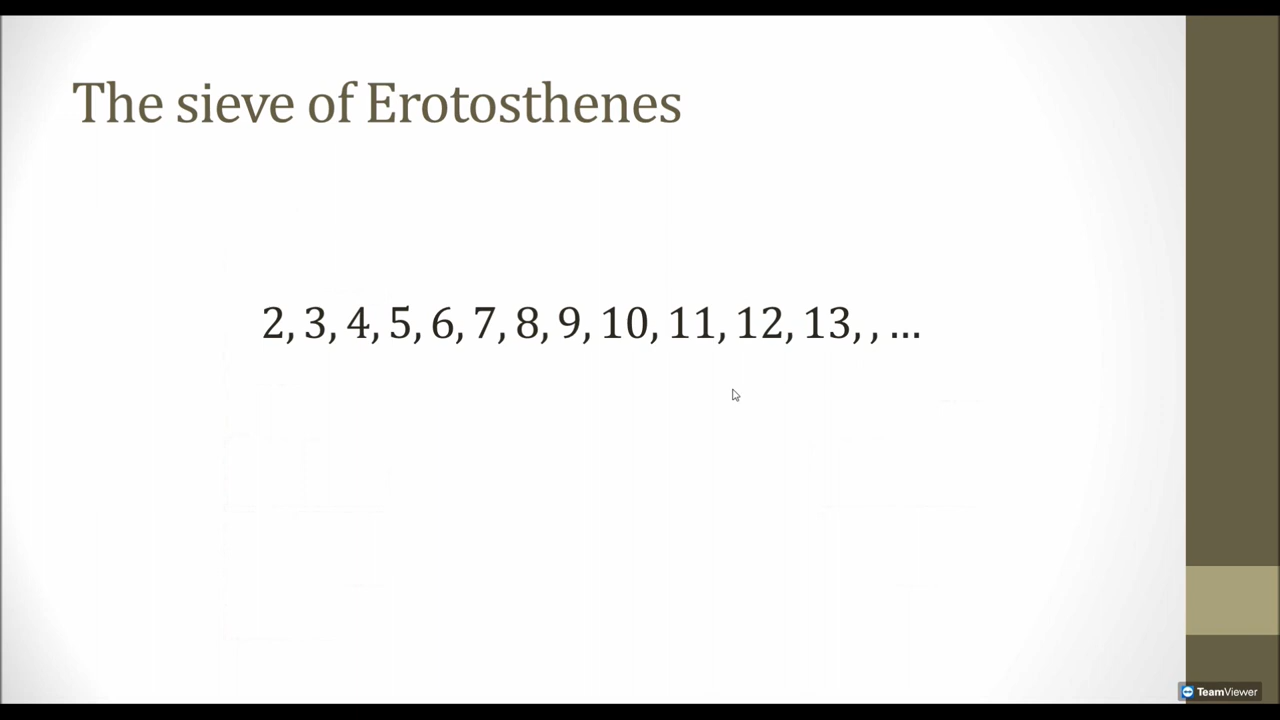 The sieve of Erotosthenes
2, 3, 4, 5, 6, 7, 8, 9, 10, 11, 12, 13, , ...
TeamViewer